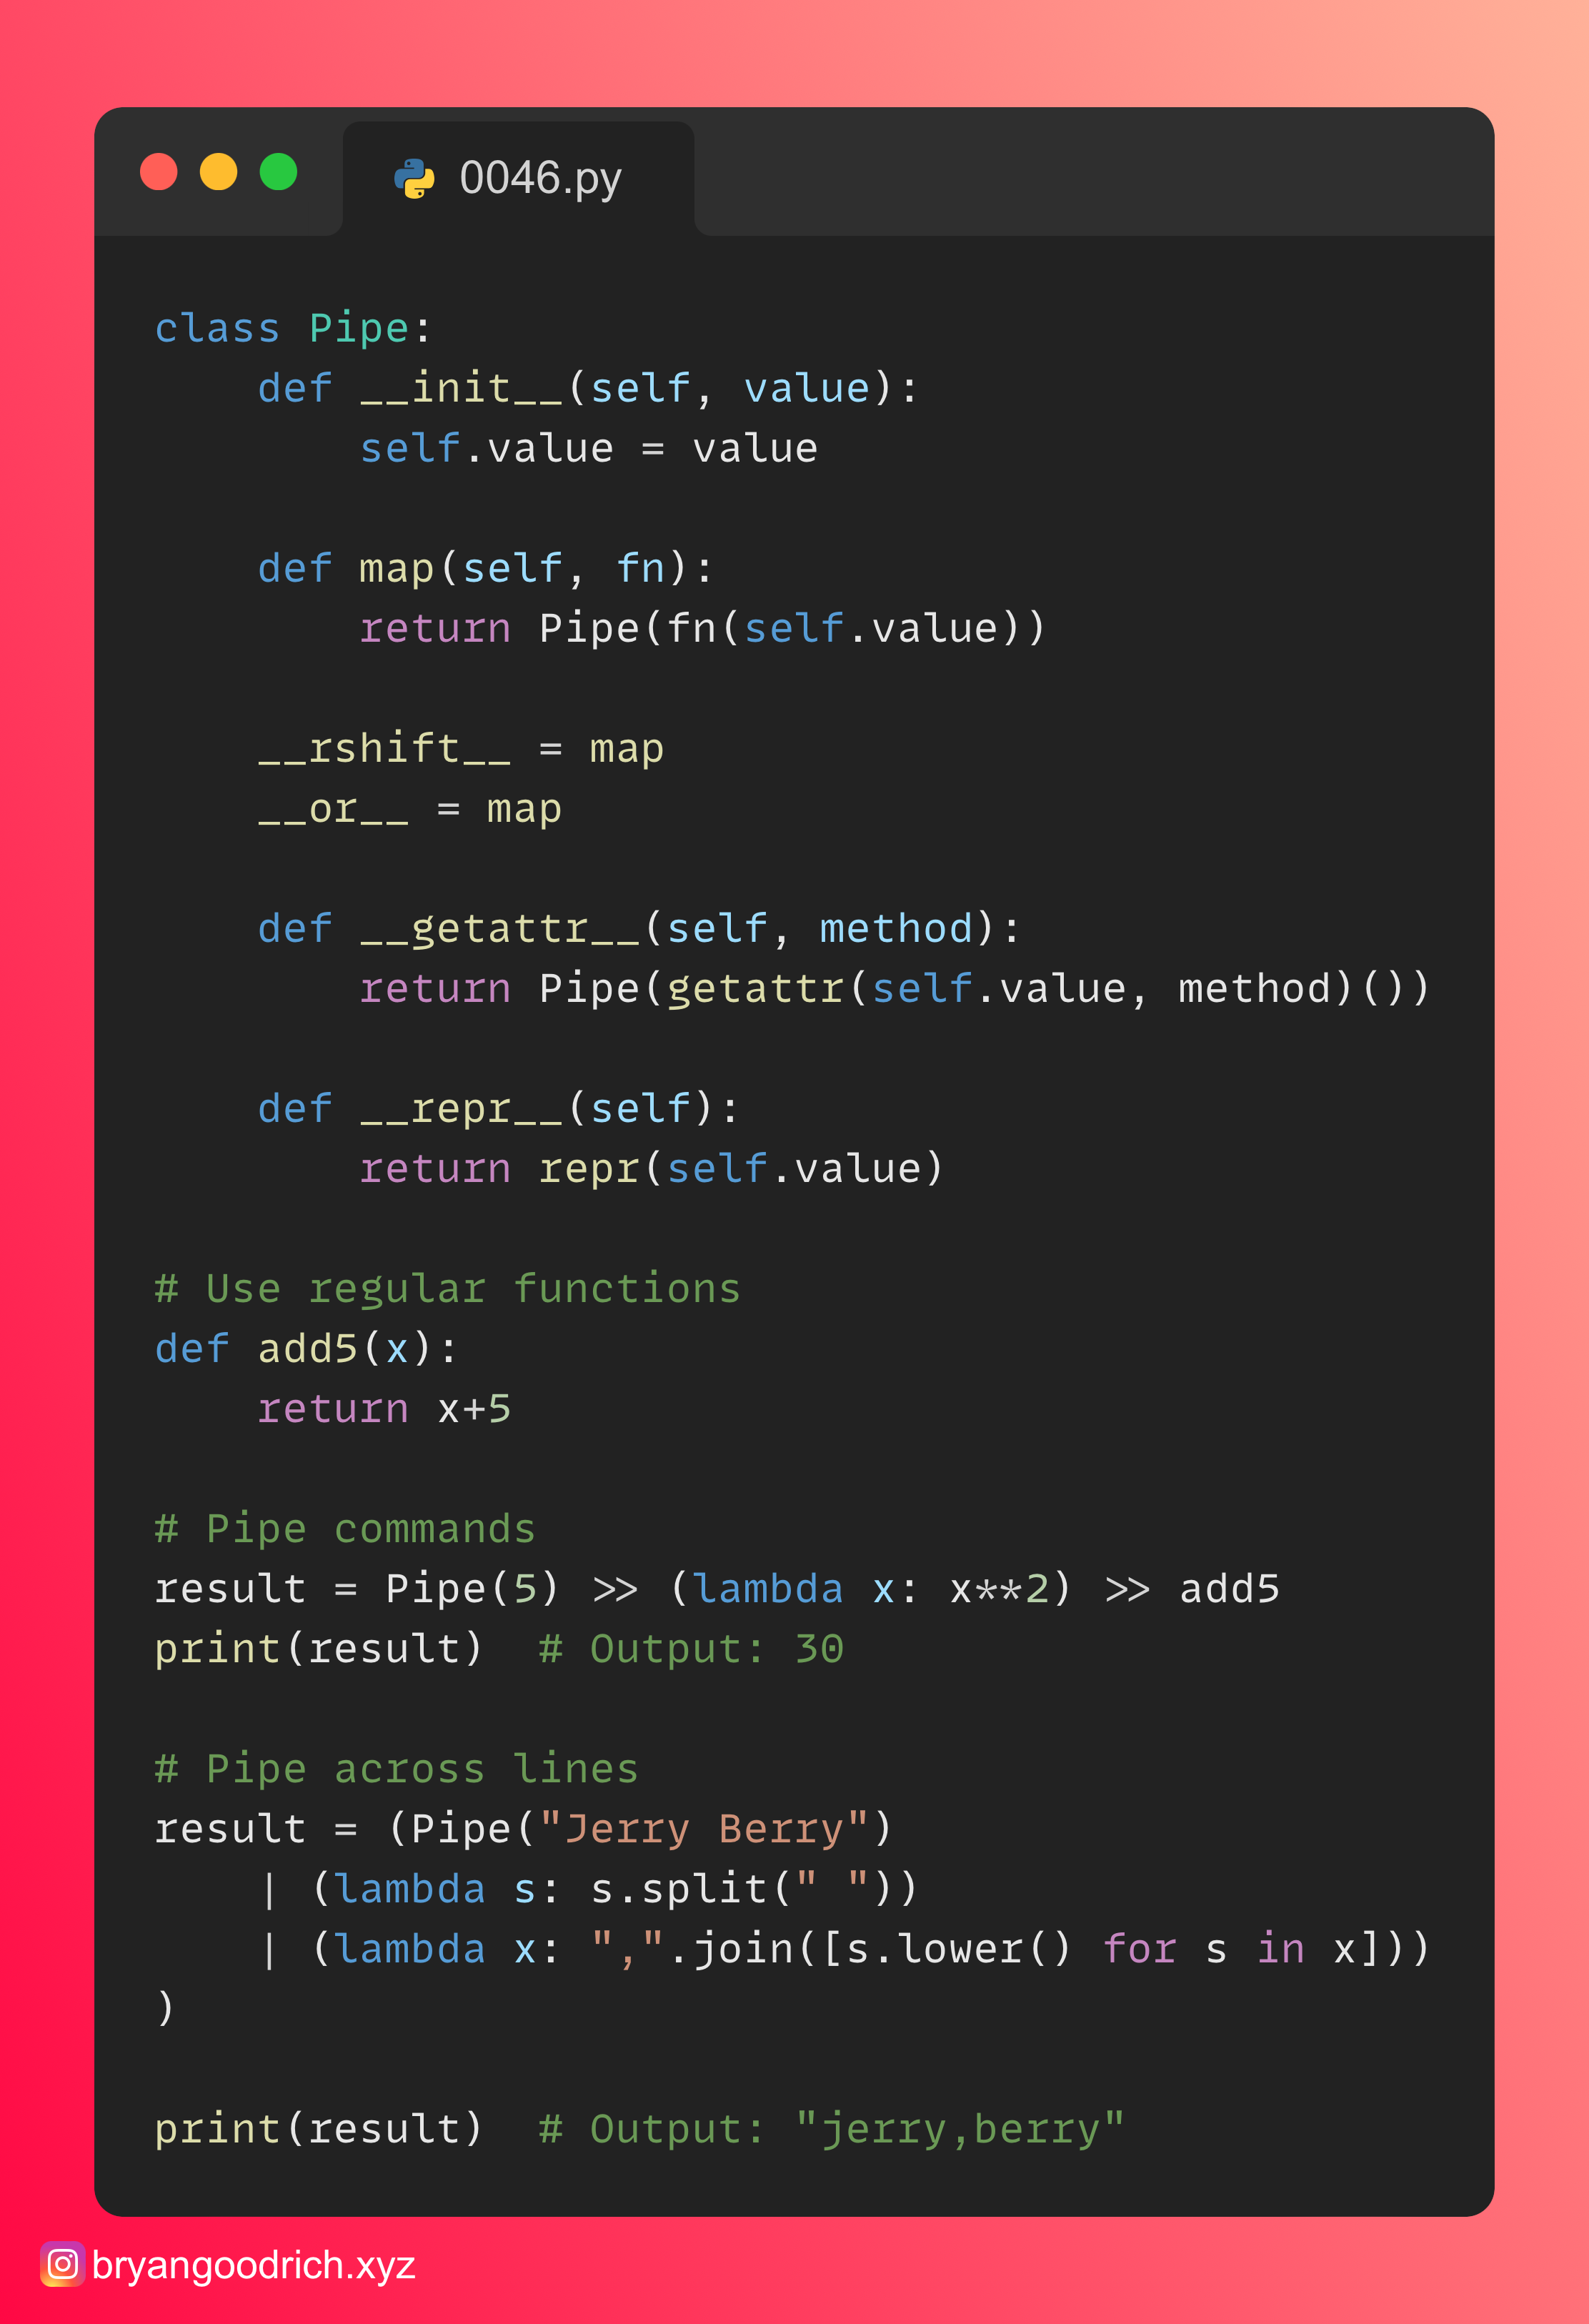 0046.py
class Pipe:
    def __init__(self, value):
        self.value = value

    def map(self, fn):
        return Pipe(fn(self.value))

    __rshift__ = map
    __or__ = map

    def __getattr__(self, method):
        return Pipe(getattr(self.value, method)())

    def __repr__(self):
        return repr(self.value)

# Use regular functions
def add5(x):
    return x+5

# Pipe commands
result = Pipe(5) >> (lambda x: x**2) >> add5
print(result)  # Output: 30

# Pipe across lines
result = (Pipe("Jerry Berry")
    | (lambda s: s.split(" "))
    | (lambda x: ",".join([s.lower() for s in x]))
)

print(result)  # Output: "jerry,berry"
bryangoodrich.xyz